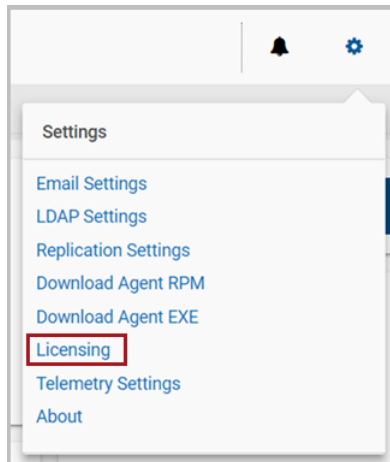 Settings
Email Settings
LDAP Settings
Replication Settings
Download Agent RPM
Download Agent EXE
Licensing
Telemetry Settings
About